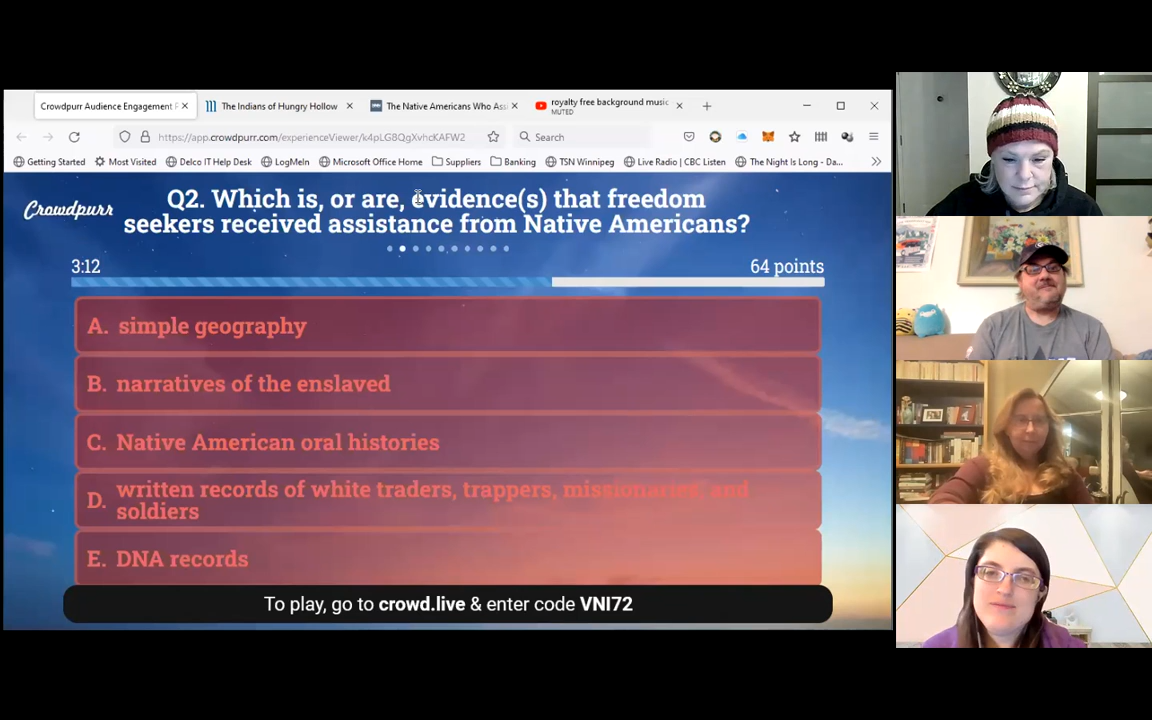 Crowdpurr Audience Engagement P
The Indians of Hungry Hollow
The Native Americans Who Ass
royalty free background music
MUTED
https://app.crowdpurr.com/experienceViewer/k4pLG8QgXvhcKAFW2
Search
Getting Started
Most Visited
Delco IT Help Desk
LogMeIn
Microsoft Office Home
Suppliers
Banking
TSN Winnipeg
Live Radio | CBC Listen
The Night Is Long - Da...
Crowdpurr
Q2. Which is, or are, evidence(s) that freedom
seekers received assistance from Native Americans?
3:12
64 points
A. simple geography
B. narratives of the enslaved
C. Native American oral histories
D. written records of white traders, trappers, missionaries, and
soldiers
E. DNA records
To play, go to crowd.live & enter code VNI72